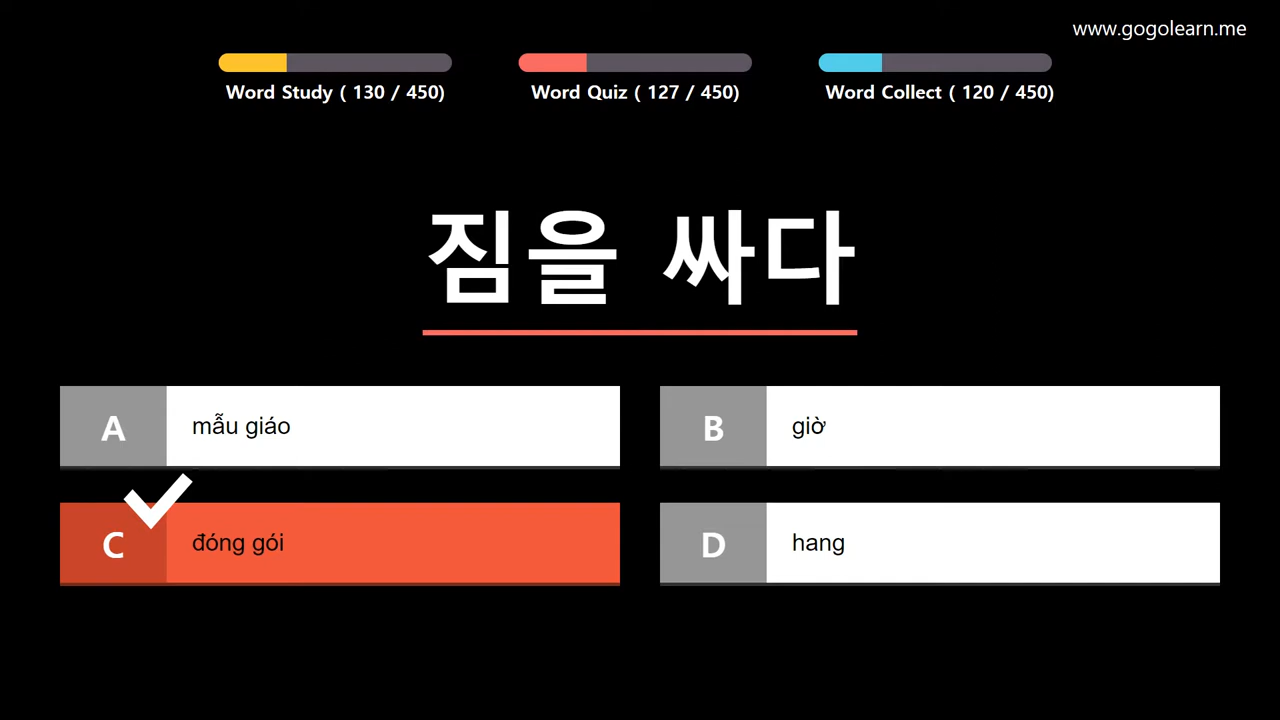 www.gogolearn.me
Word Study ( 130 / 450)
Word Quiz ( 127 / 450)
Word Collect ( 120 / 450)
짐을 싸다
A mẫu giáo
B giờ
C đóng gói
D hang